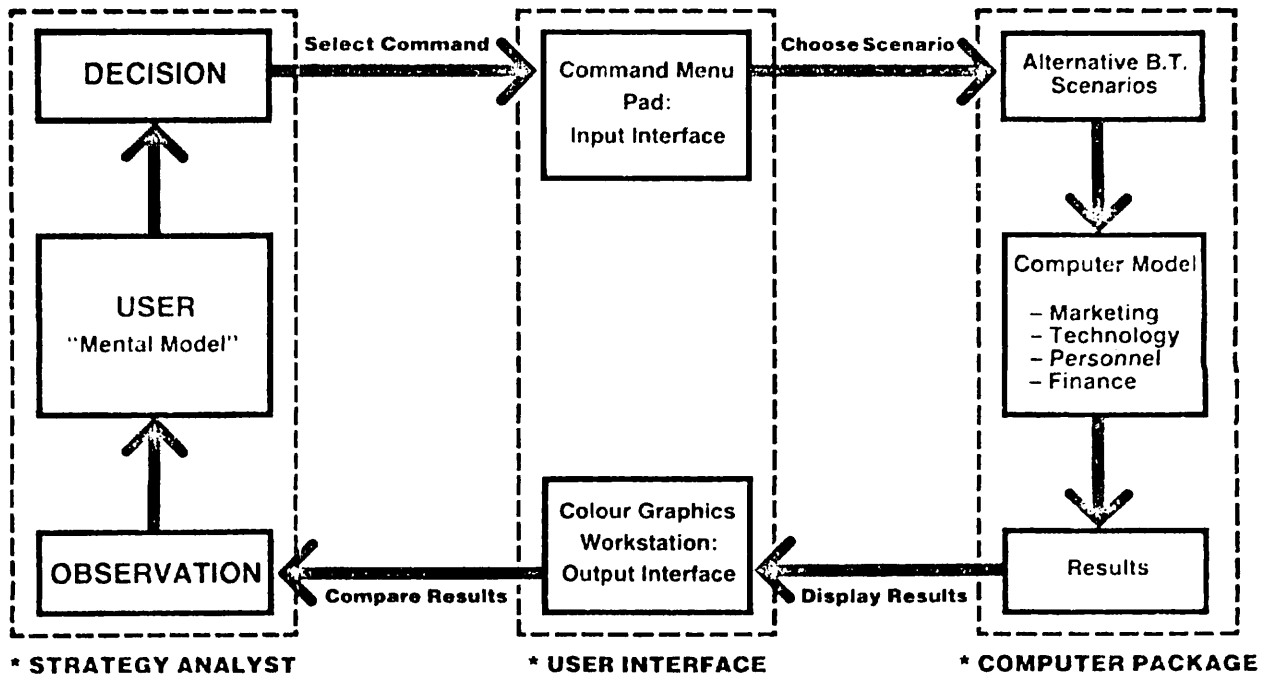 DECISION
Select Command
Command Menu
Pad:
Input Interface
Choose Scenario
Alternative B.T.
Scenarios
USER
"Mental Model"
Computer Model
– Marketing
– Technology
– Personnel
– Finance
OBSERVATION
Compare Results
Colour Graphics
Workstation:
Output Interface
Display Results
Results
* STRATEGY ANALYST
* USER INTERFACE
* COMPUTER PACKAGE